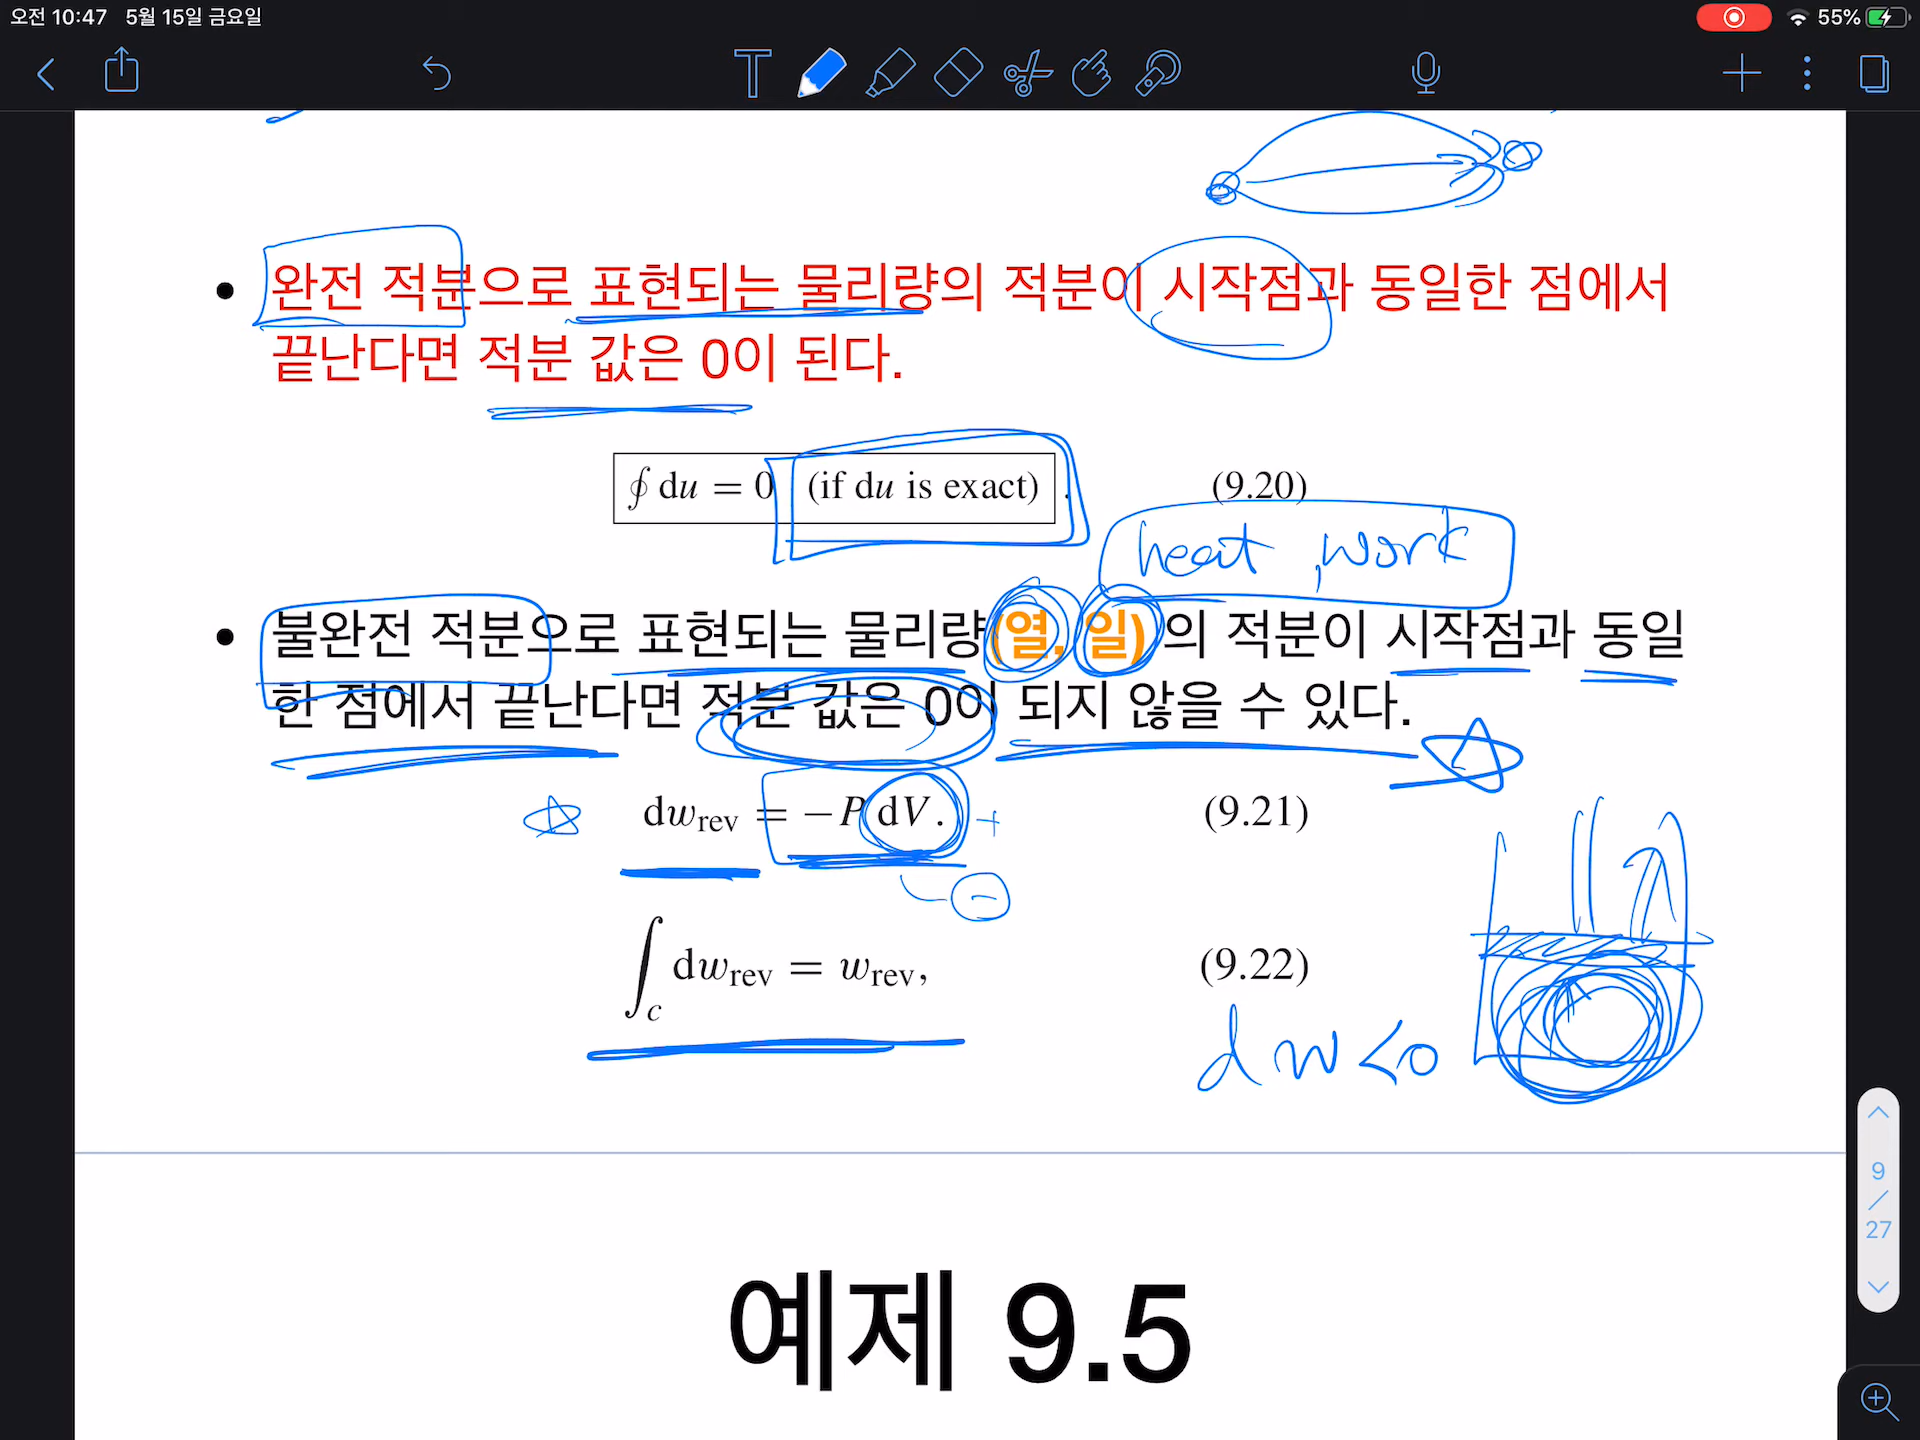 오전 10:47 5월 15일 금요일
55%
T
• 완전 적분으로 표현되는 물리량의 적분이 시작점과 동일한 점에서
끝난다면 적분 값은 0이 된다.
∮ du = 0 (if du is exact) . (9.20)
heat, work
• 불완전 적분으로 표현되는 물리량(열, 일)의 적분이 시작점과 동일
한 점에서 끝난다면 적분 값은 0이 되지 않을 수 있다.
dw_rev = −P dV. + (9.21)
−
∫_c dw_rev = w_rev, (9.22)
dw<0
9
/
27
예제 9.5